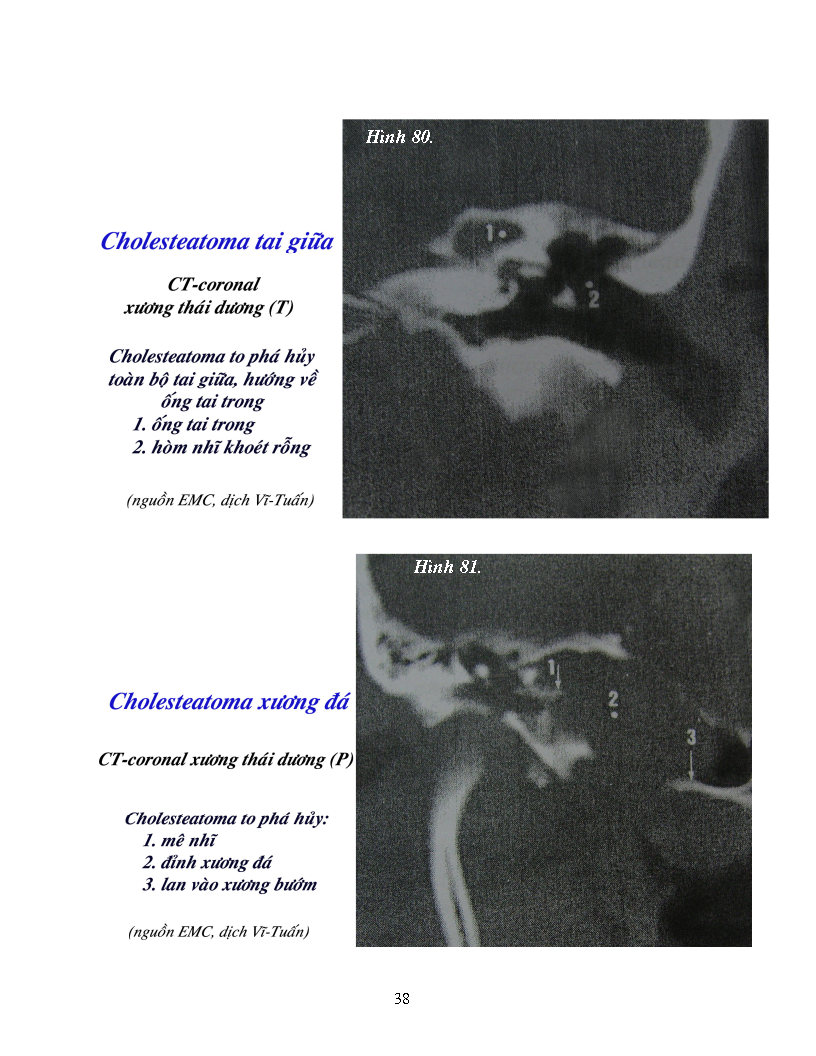 Hình 80.
1
2
Cholesteatoma tai giữa
CT-coronal
xương thái dương (T)
Cholesteatoma to phá hủy
toàn bộ tai giữa, hướng về
ống tai trong
1. ống tai trong
2. hòm nhĩ khoét rỗng
(nguồn EMC, dịch Vĩ-Tuấn)
Hình 81.
1
2
3
Cholesteatoma xương đá
CT-coronal xương thái dương (P)
Cholesteatoma to phá hủy:
1. mê nhĩ
2. đỉnh xương đá
3. lan vào xương bướm
(nguồn EMC, dịch Vĩ-Tuấn)
38